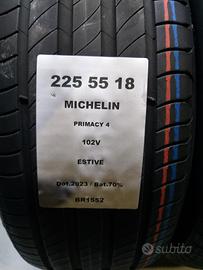 225 55 18
MICHELIN
PRIMACY 4
102V
ESTIVE
Dot.2023 / Bat.70%
BR1552
subito